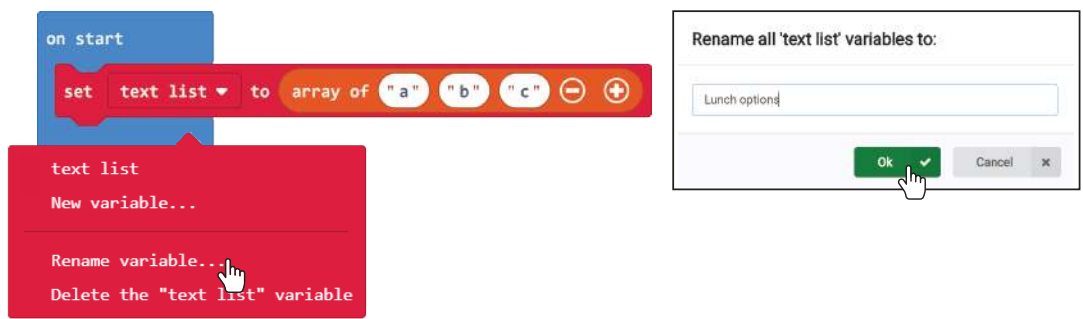 on start
set text list to array of "a" "b" "c"
text list
New variable...
Rename variable...
Delete the "text list" variable
Rename all 'text list' variables to:
Lunch options
Ok Cancel